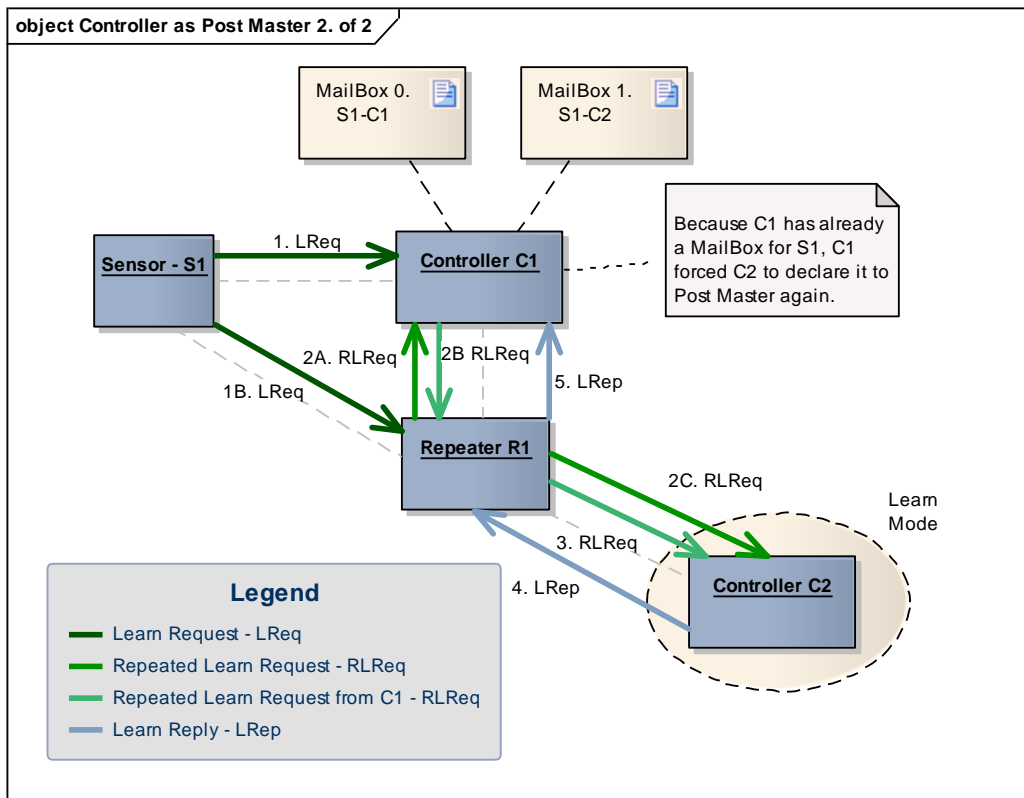 object Controller as Post Master 2. of 2
MailBox 0.
S1-C1
MailBox 1.
S1-C2
Because C1 has already
a MailBox for S1, C1
forced C2 to declare it to
Post Master again.
1. LReq
Sensor - S1
Controller C1
2A. RLReq
2B RLReq
1B. LReq
5. LRep
Repeater R1
2C. RLReq
Learn
Mode
3. RLReq
4. LRep
Controller C2
Legend
Learn Request - LReq
Repeated Learn Request - RLReq
Repeated Learn Request from C1 - RLReq
Learn Reply - LRep